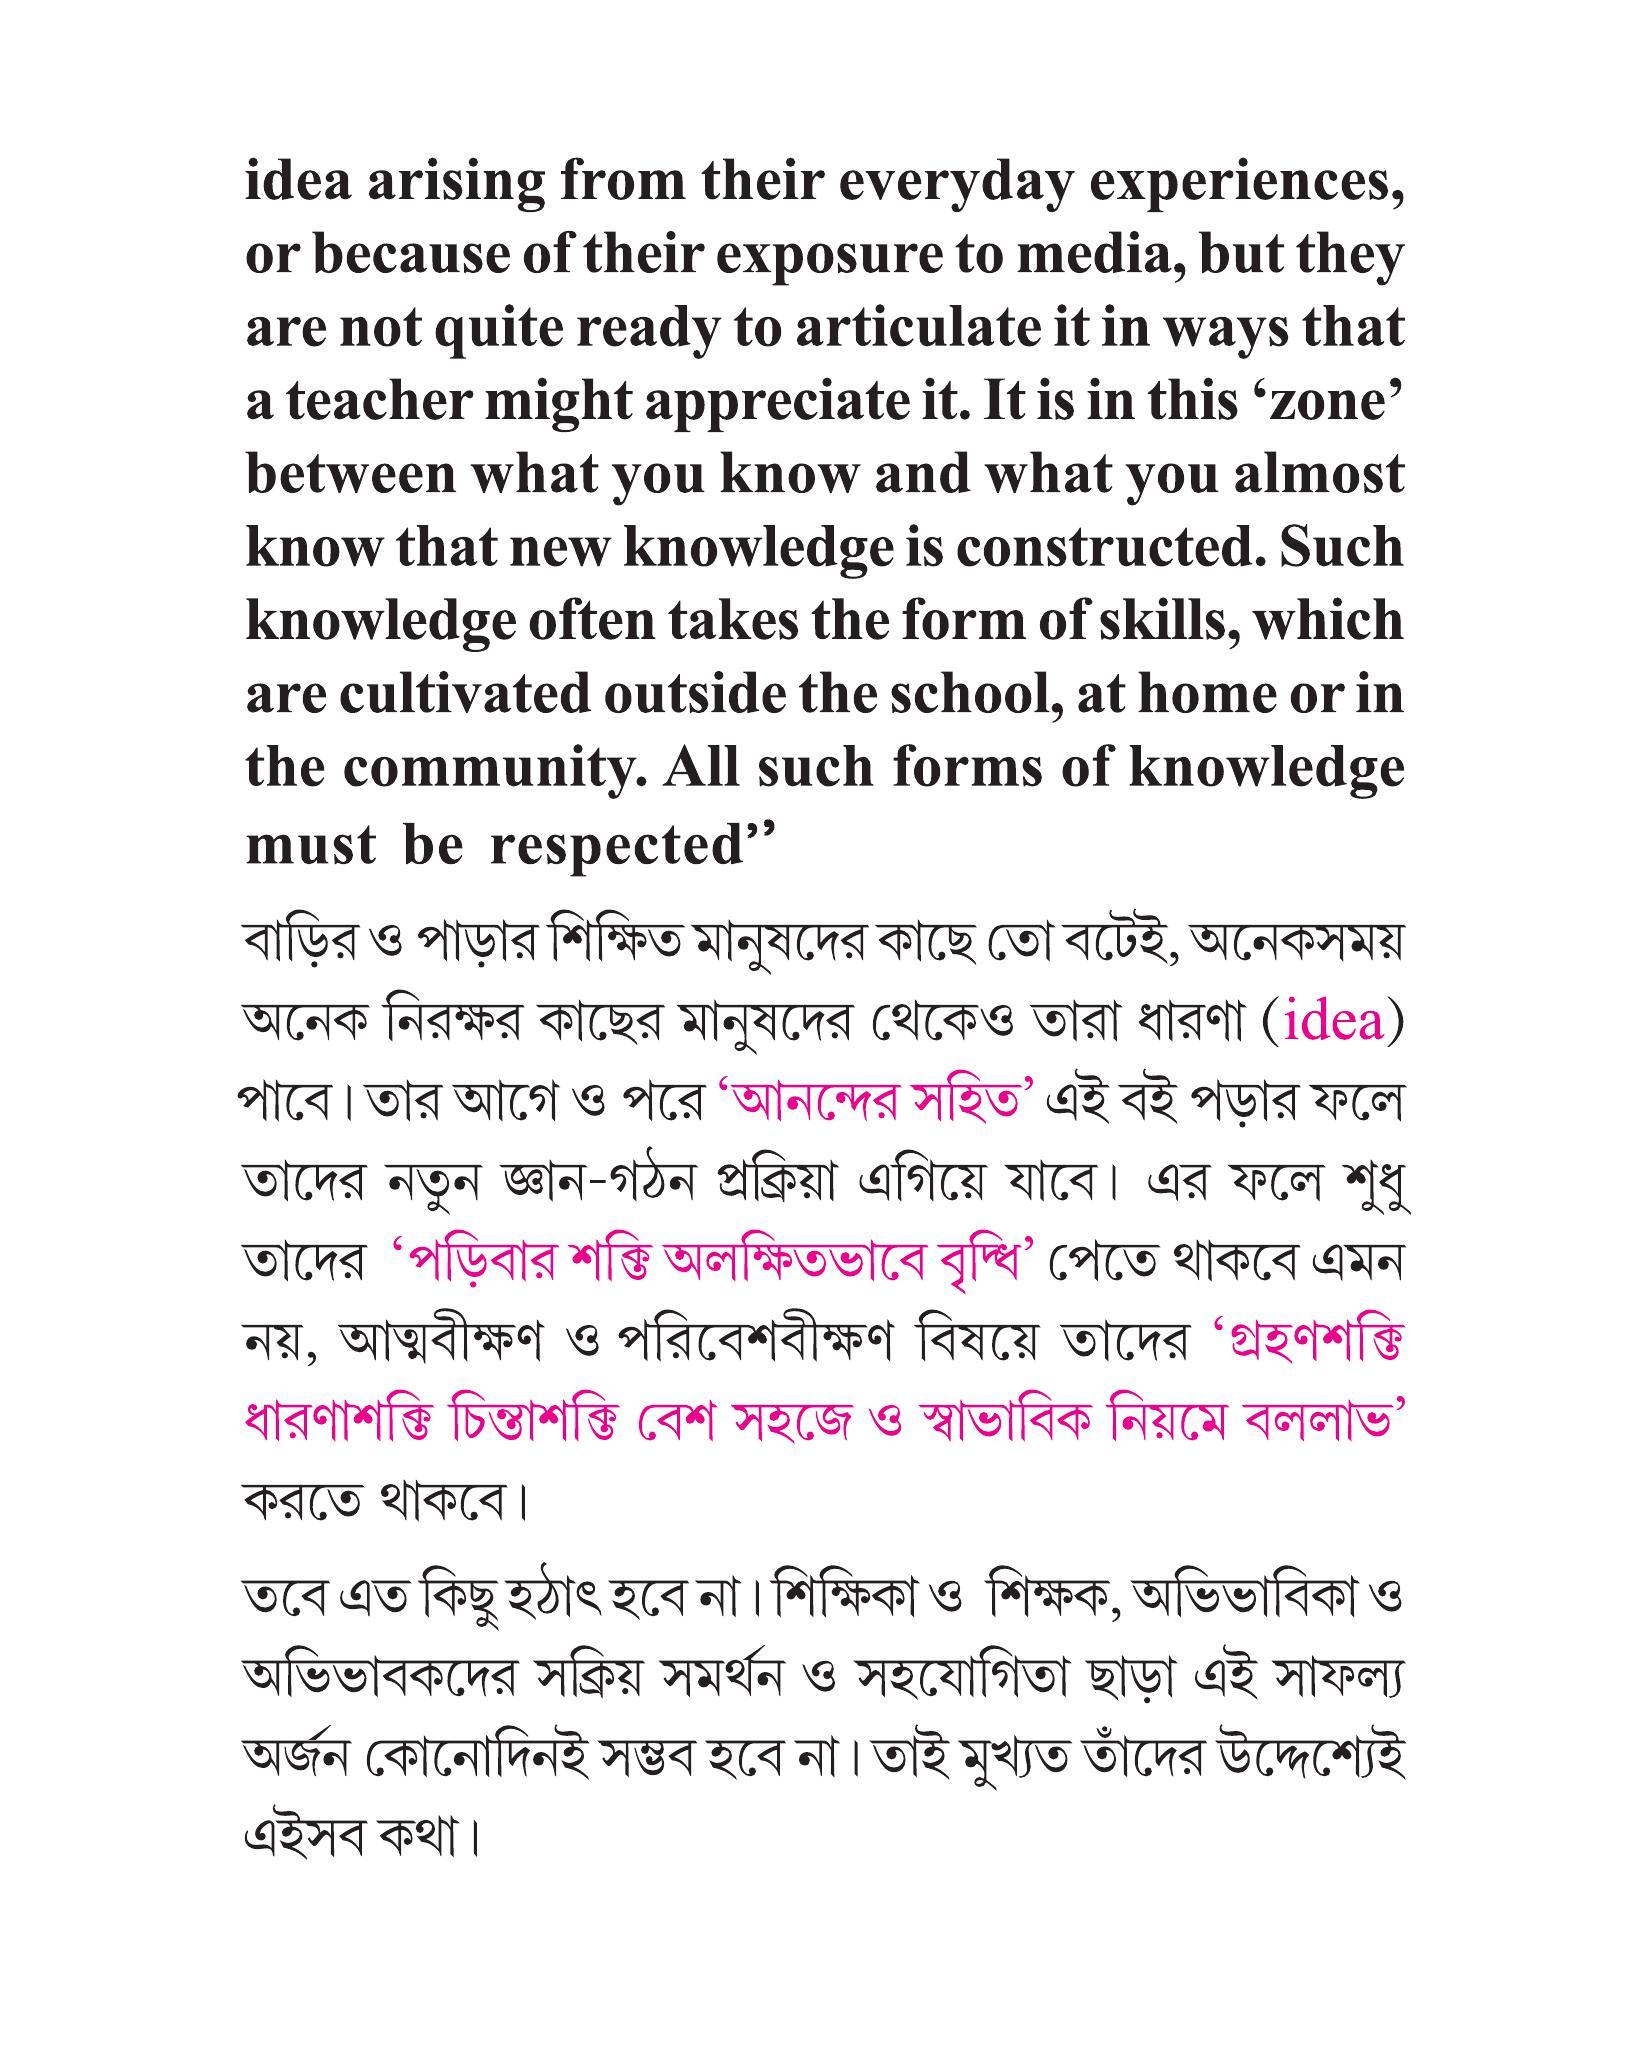 idea arising from their everyday experiences,
or because of their exposure to media, but they
are not quite ready to articulate it in ways that
a teacher might appreciate it. It is in this ‘zone’
between what you know and what you almost
know that new knowledge is constructed. Such
knowledge often takes the form of skills, which
are cultivated outside the school, at home or in
the community. All such forms of knowledge
must be respected’’
বাড়ির ও পাড়ার শিক্ষিত মানুষদের কাছে তো বটেই, অনেকসময়
অনেক নিরক্ষর কাছের মানুষদের থেকেও তারা ধারণা (idea)
পাবে। তার আগে ও পরে ‘আনন্দের সহিত’ এই বই পড়ার ফলে
তাদের নতুন জ্ঞান-গঠন প্রক্রিয়া এগিয়ে যাবে। এর ফলে শুধু
তাদের ‘পড়িবার শক্তি অলক্ষিতভাবে বৃদ্ধি’ পেতে থাকবে এমন
নয়, আত্মবীক্ষণ ও পরিবেশবীক্ষণ বিষয়ে তাদের ‘গ্রহণশক্তি
ধারণাশক্তি চিন্তাশক্তি বেশ সহজে ও স্বাভাবিক নিয়মে বললাভ’
করতে থাকবে।
তবে এত কিছু হঠাৎ হবে না। শিক্ষিকা ও শিক্ষক, অভিভাবিকা ও
অভিভাবকদের সক্রিয় সমর্থন ও সহযোগিতা ছাড়া এই সাফল্য
অর্জন কোনোদিনই সম্ভব হবে না। তাই মুখ্যত তাঁদের উদ্দেশ্যেই
এইসব কথা।